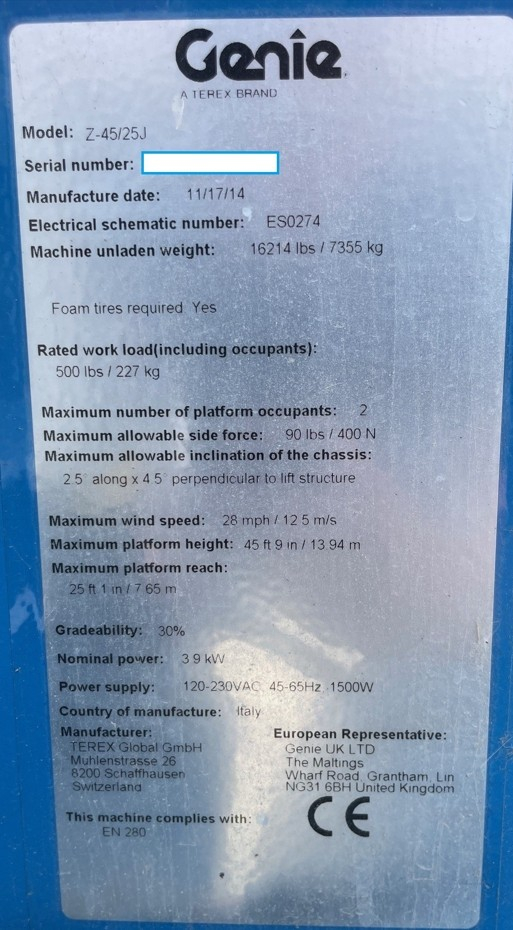 Genie
A TEREX BRAND
Model: Z-45/25J
Serial number:
Manufacture date: 11/17/14
Electrical schematic number: ES0274
Machine unladen weight: 16214 lbs / 7355 kg
Foam tires required Yes
Rated work load(including occupants):
500 lbs / 227 kg
Maximum number of platform occupants: 2
Maximum allowable side force: 90 lbs / 400 N
Maximum allowable inclination of the chassis:
2.5° along x 4.5° perpendicular to lift structure
Maximum wind speed: 28 mph / 12.5 m/s
Maximum platform height: 45 ft 9 in / 13.94 m
Maximum platform reach:
25 ft 1 in / 7.65 m
Gradeability: 30%
Nominal power: 3.9 kW
Power supply: 120-230VAC, 45-65Hz, 1500W
Country of manufacture: Italy
Manufacturer:
TEREX Global GmbH
Muhlenstrasse 26
8200 Schaffhausen
Switzerland
European Representative:
Genie UK LTD
The Maltings
Wharf Road, Grantham, Lin
NG31 6BH United Kingdom
This machine complies with:
EN 280
CE